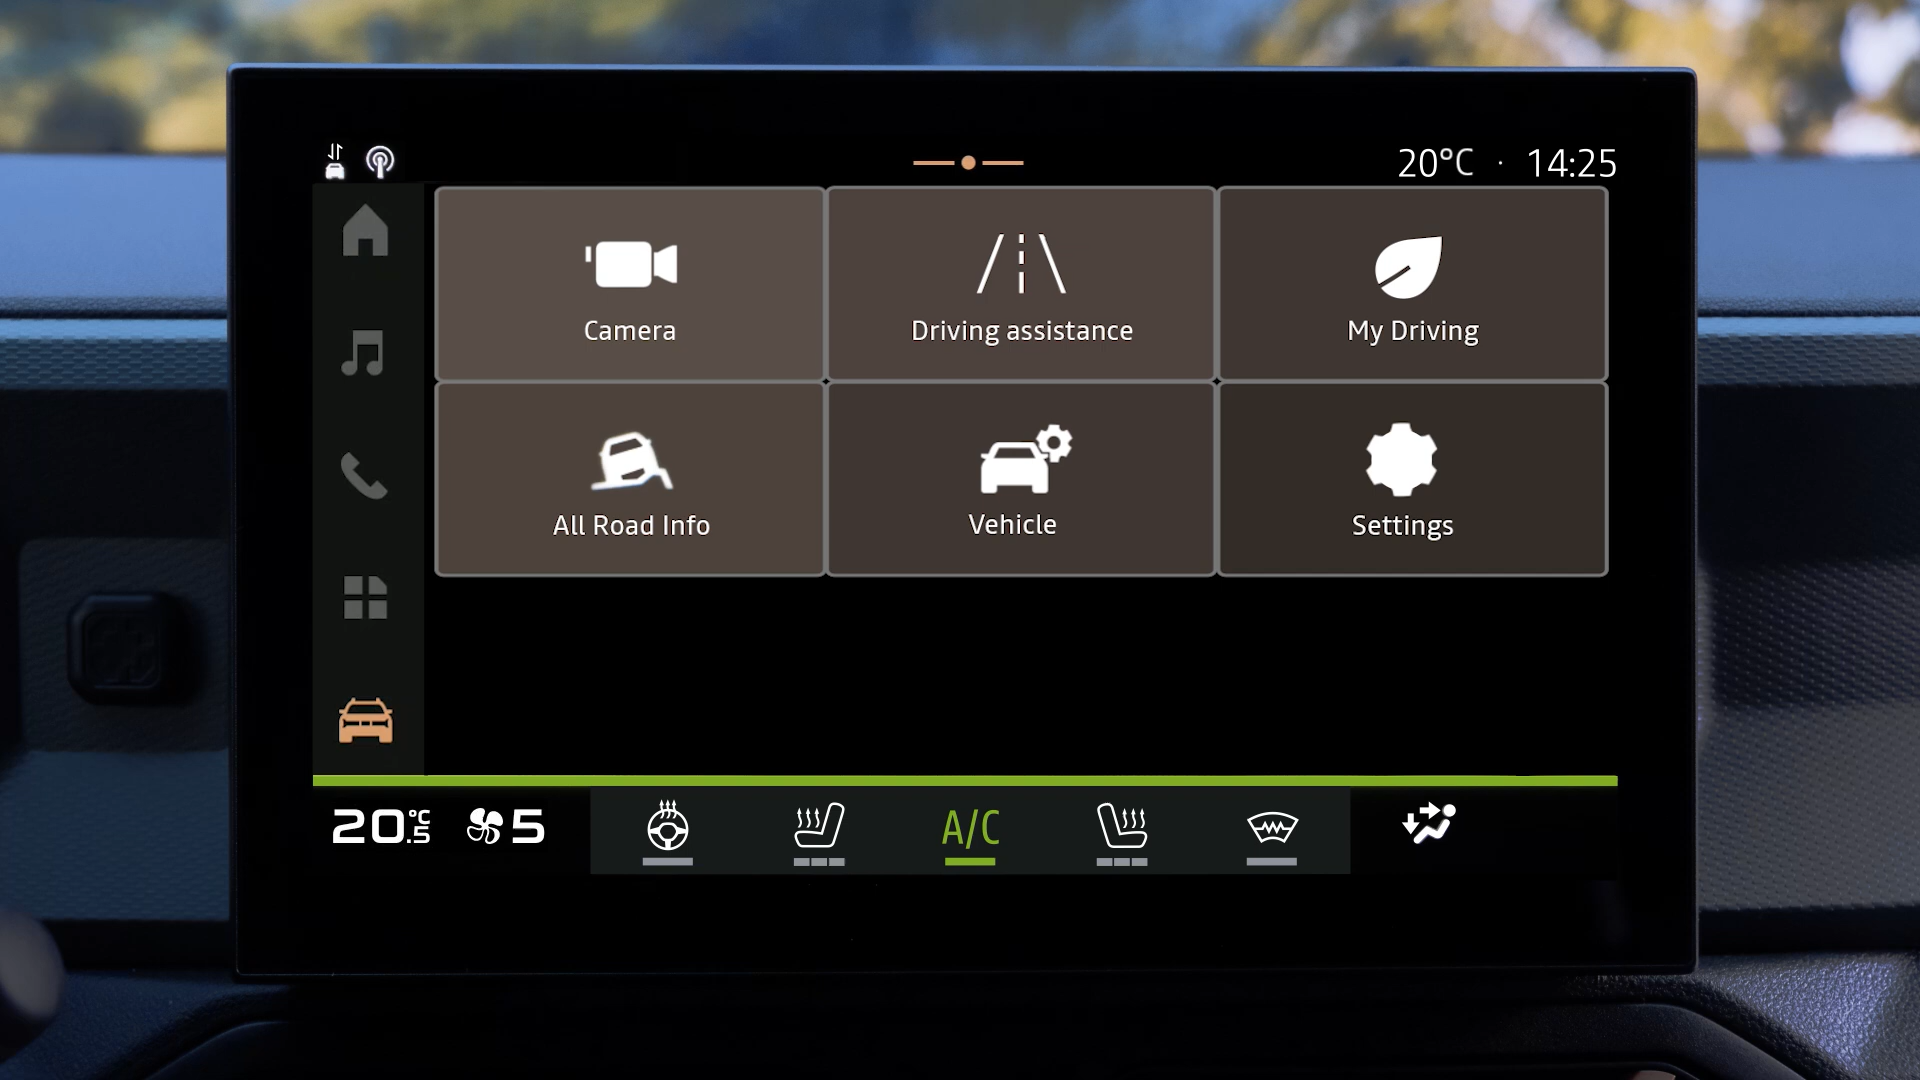 20°C · 14:25
Camera
Driving assistance
My Driving
All Road Info
Vehicle
Settings
20.5°C 5
A/C